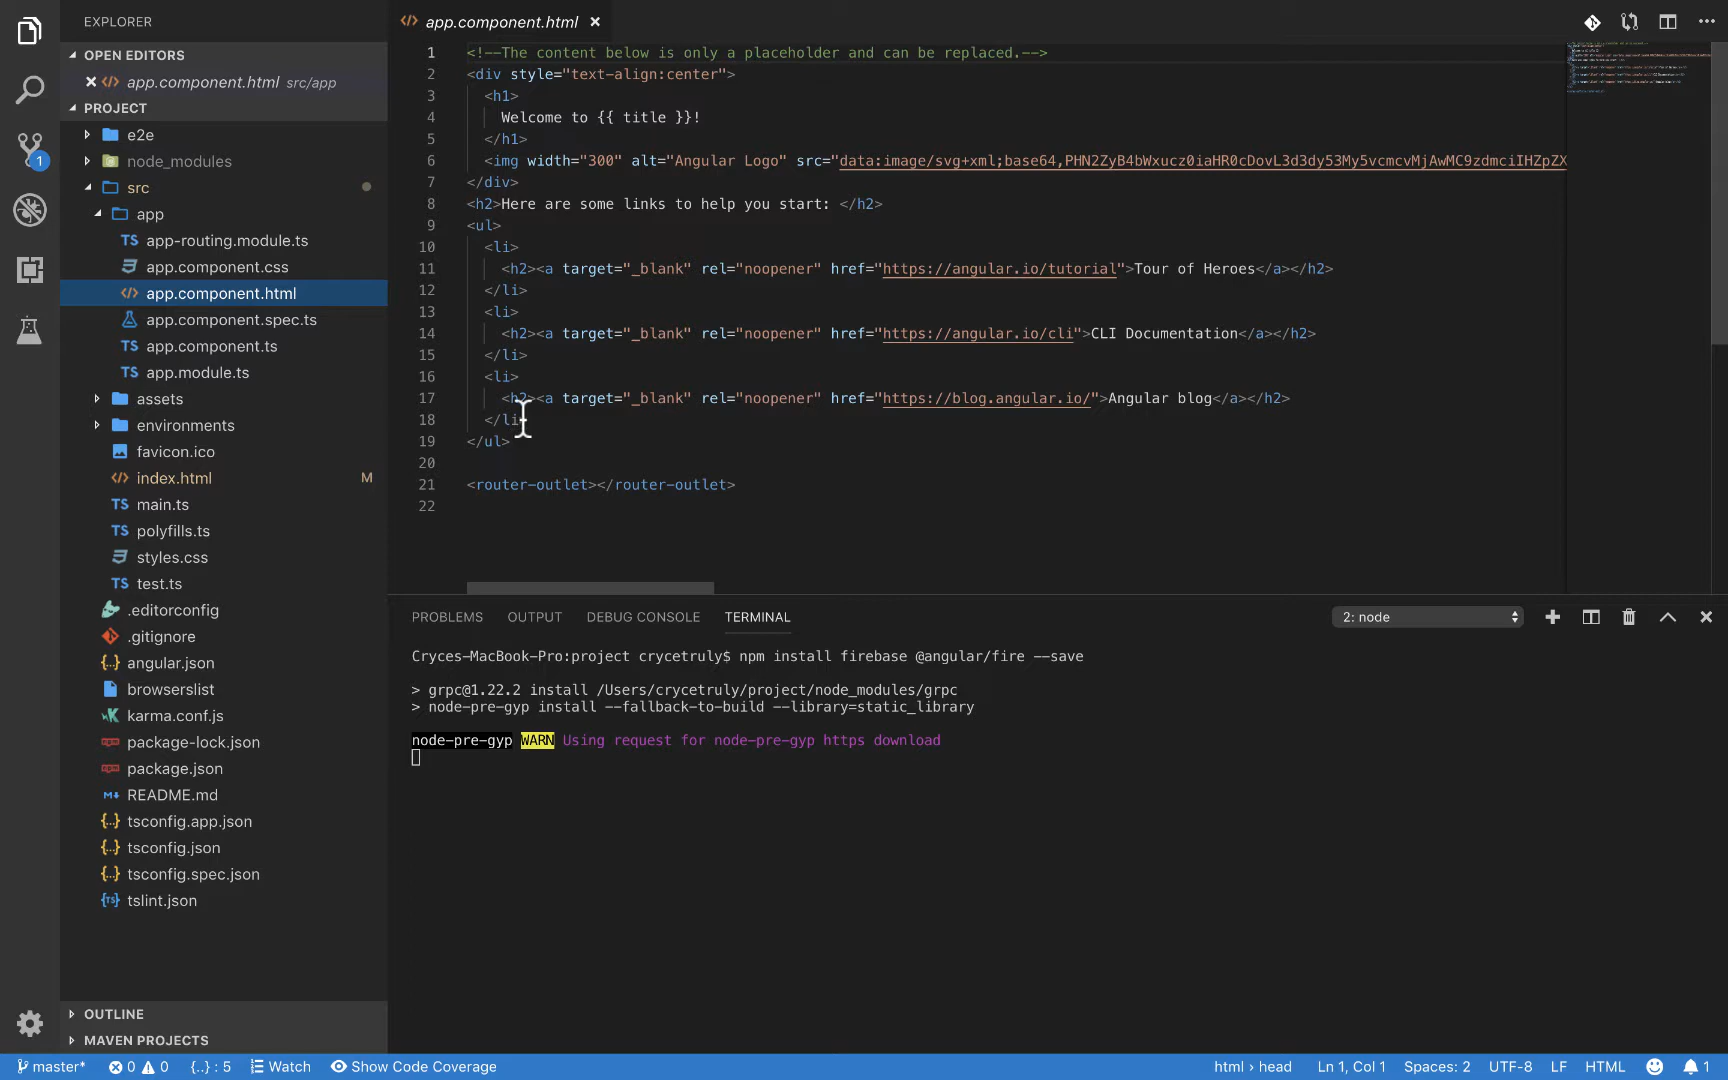 EXPLORER
OPEN EDITORS
app.component.html src/app
PROJECT
e2e
node_modules
src
app
app-routing.module.ts
app.component.css
app.component.html
app.component.spec.ts
app.component.ts
app.module.ts
assets
environments
favicon.ico
index.html M
main.ts
polyfills.ts
styles.css
test.ts
.editorconfig
.gitignore
angular.json
browserslist
karma.conf.js
package-lock.json
package.json
README.md
tsconfig.app.json
tsconfig.json
tsconfig.spec.json
tslint.json
OUTLINE
MAVEN PROJECTS
1
app.component.html
1 <!--The content below is only a placeholder and can be replaced.-->
2 <div style="text-align:center">
3 <h1>
4 Welcome to {{ title }}!
5 </h1>
6 <img width="300" alt="Angular Logo" src="data:image/svg+xml;base64,PHN2ZyB4bWxucz0iaHR0cDovL3d3dy53My5vcmcvMjAwMC9zdmciIHZpZX
7 </div>
8 <h2>Here are some links to help you start: </h2>
9 <ul>
10 <li>
11 <h2><a target="_blank" rel="noopener" href="https://angular.io/tutorial">Tour of Heroes</a></h2>
12 </li>
13 <li>
14 <h2><a target="_blank" rel="noopener" href="https://angular.io/cli">CLI Documentation</a></h2>
15 </li>
16 <li>
17 <h2><a target="_blank" rel="noopener" href="https://blog.angular.io/">Angular blog</a></h2>
18 </li
19 </ul>
20
21 <router-outlet></router-outlet>
22
PROBLEMS OUTPUT DEBUG CONSOLE TERMINAL 2: node
Cryces-MacBook-Pro:project crycetruly$ npm install firebase @angular/fire --save
> grpc@1.22.2 install /Users/crycetruly/project/node_modules/grpc
> node-pre-gyp install --fallback-to-build --library=static_library
node-pre-gyp WARN Using request for node-pre-gyp https download
master* 0 0 {..} : 5 Watch Show Code Coverage html › head Ln 1, Col 1 Spaces: 2 UTF-8 LF HTML 1